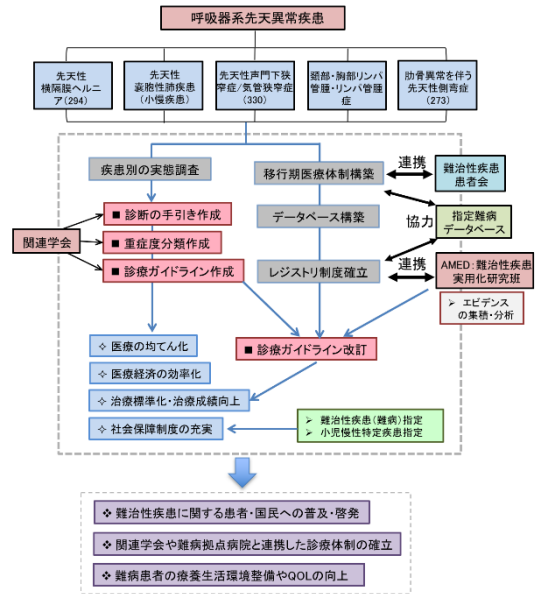 呼吸器系先天異常疾患
先天性
横隔膜ヘルニ
ア(294)
先天性
嚢胞性肺疾患
(小慢疾患)
先天性声門下狭
窄症/気管狭窄症
(330)
頚部・胸部リンパ
管腫・リンパ管腫
症
肋骨異常を伴う
先天性側弯症
(273)
疾患別の実態調査
移行期医療体制構築
連携
難治性疾患
患者会
■ 診断の手引き作成
データベース構築
協力
指定難病
データベース
関連学会
■ 重症度分類作成
■ 診療ガイドライン作成
レジストリ制度確立
連携
AMED:難治性疾患
実用化研究班
➢ エビデンス
の集積・分析
✧ 医療の均てん化
■ 診療ガイドライン改訂
✧ 医療経済の効率化
✧ 治療標準化・治療成績向上
✧ 社会保障制度の充実
➢ 難治性疾患(難病)指定
➢ 小児慢性特定疾患指定
❖ 難治性疾患に関する患者・国民への普及・啓発
❖ 関連学会や難病拠点病院と連携した診療体制の確立
❖ 難病患者の療養生活環境整備やQOLの向上